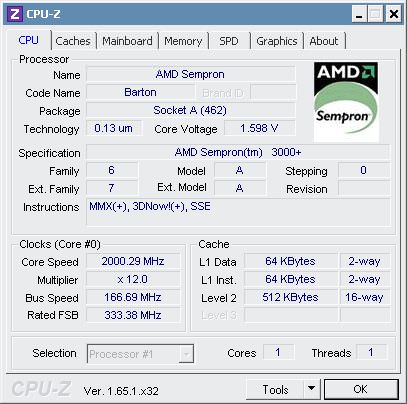 Z CPU-Z
CPU Caches Mainboard Memory SPD Graphics About
Processor
Name AMD Sempron
Code Name Barton Brand ID
Package Socket A (462)
Technology 0.13 um Core Voltage 1.598 V
AMD
Sempron™
Specification AMD Sempron(tm) 3000+
Family 6 Model A Stepping 0
Ext. Family 7 Ext. Model A Revision
Instructions MMX(+), 3DNow!(+), SSE
Clocks (Core #0)
Core Speed 2000.29 MHz
Multiplier x 12.0
Bus Speed 166.69 MHz
Rated FSB 333.38 MHz
Cache
L1 Data 64 KBytes 2-way
L1 Inst. 64 KBytes 2-way
Level 2 512 KBytes 16-way
Level 3
Selection Processor #1 Cores 1 Threads 1
CPU-Z Ver. 1.65.1.x32 Tools OK